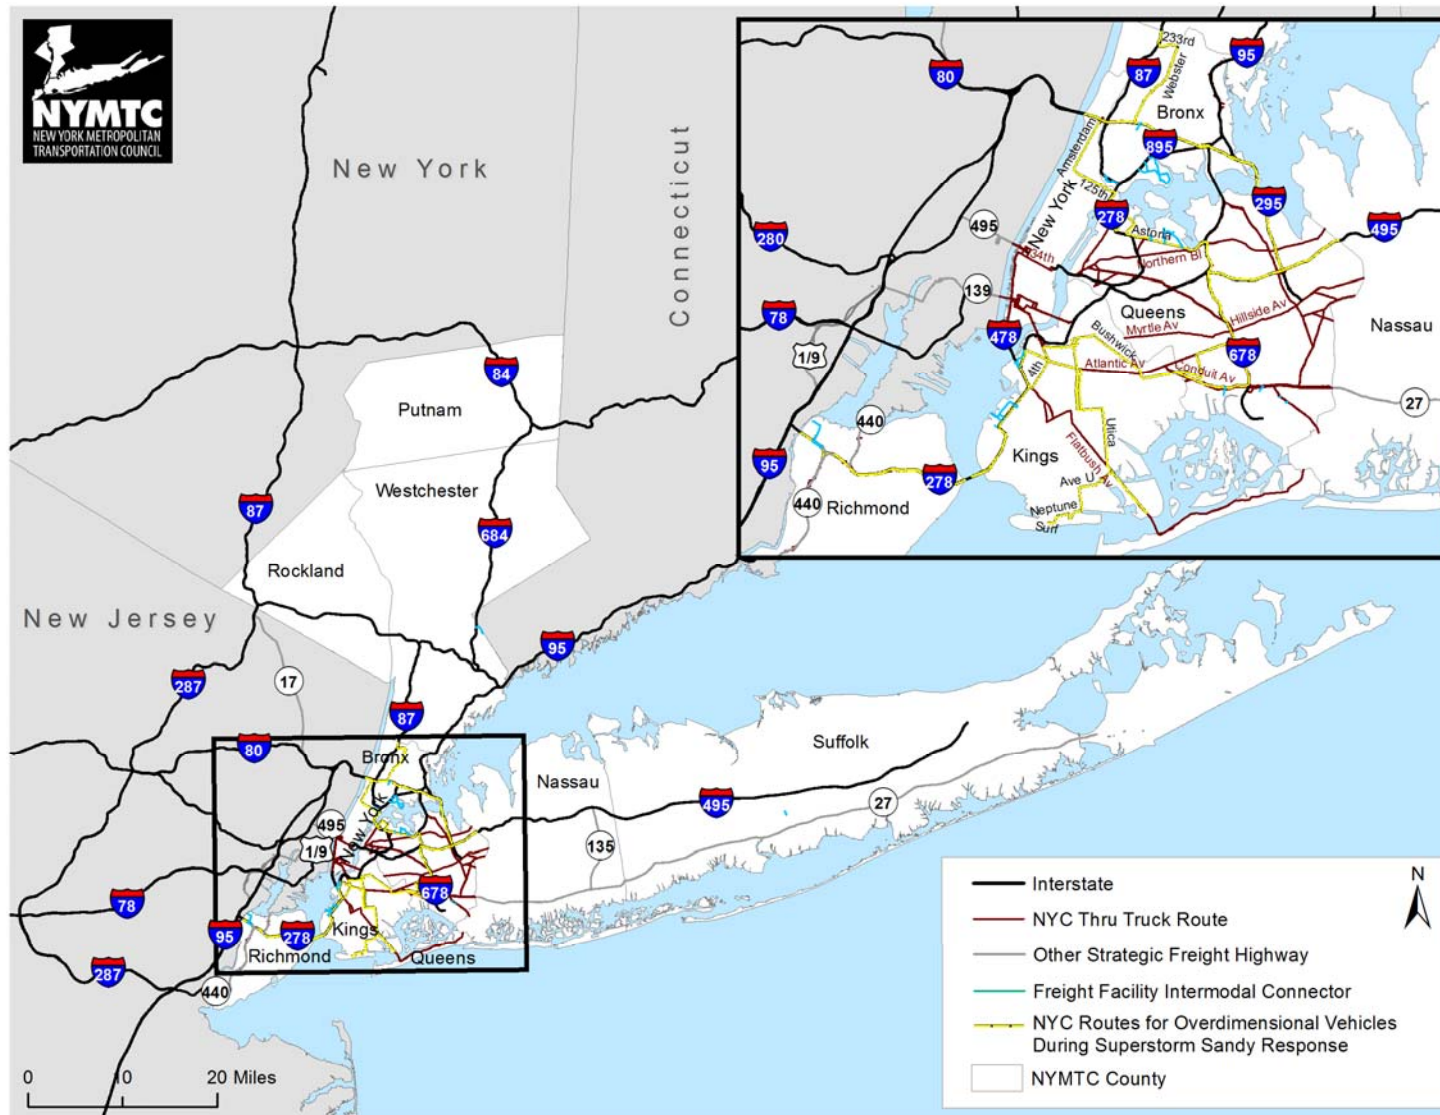 NYMTC
NEW YORK METROPOLITAN
TRANSPORTATION COUNCIL
New York
Connecticut
New Jersey
Putnam
Westchester
Rockland
84
87
684
95
287
17
87
80
Bronx
New York
495
1/9
Nassau
Suffolk
495
27
135
678
78
95
278
Kings
Richmond
Queens
287
440
0 10 20 Miles
233rd
95
80
87
Webster
Bronx
Amsterdam
895
125th
New York
278
295
495
280
495
Astoria
34th
Northern Bl
139
78
478
Queens
Hillside Av
Myrtle Av
Nassau
1/9
Bushwick
678
4th
Atlantic Av
Conduit Av
27
440
Utica
Kings
Flatbush Av
95
278
Ave U
440
Richmond
Neptune
Surf
N
Interstate
NYC Thru Truck Route
Other Strategic Freight Highway
Freight Facility Intermodal Connector
NYC Routes for Overdimensional Vehicles
During Superstorm Sandy Response
NYMTC County